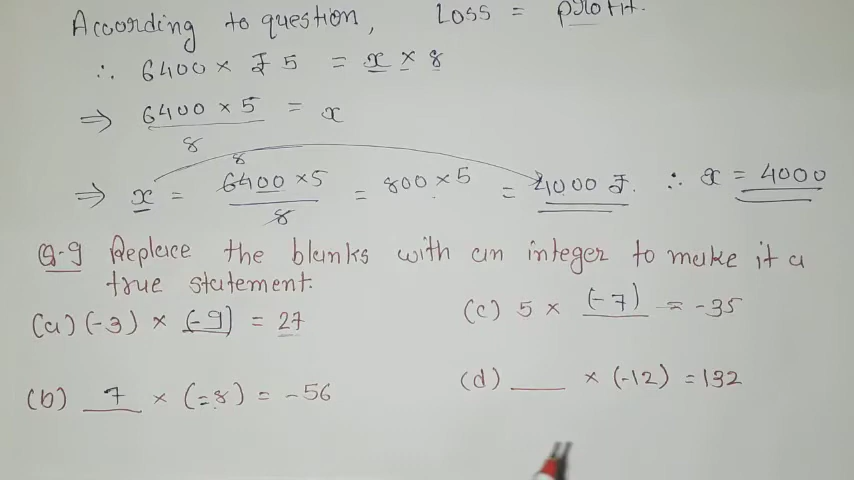 According to question, Loss = profit.
∴ 6400 × ₹ 5 = x × 8
⇒ 6400 × 5 / 8 = x
⇒ x = 6400 × 5 / 8 = 800 × 5 = 4000 ₹. ∴ x = 4000
8
Q-9 Replace the blanks with an integer to make it a
true statement.
(a) (-3) × (-9) = 27
(b) 7 × (-8) = -56
(c) 5 × (-7) = -35
(d) ___ × (-12) = 132